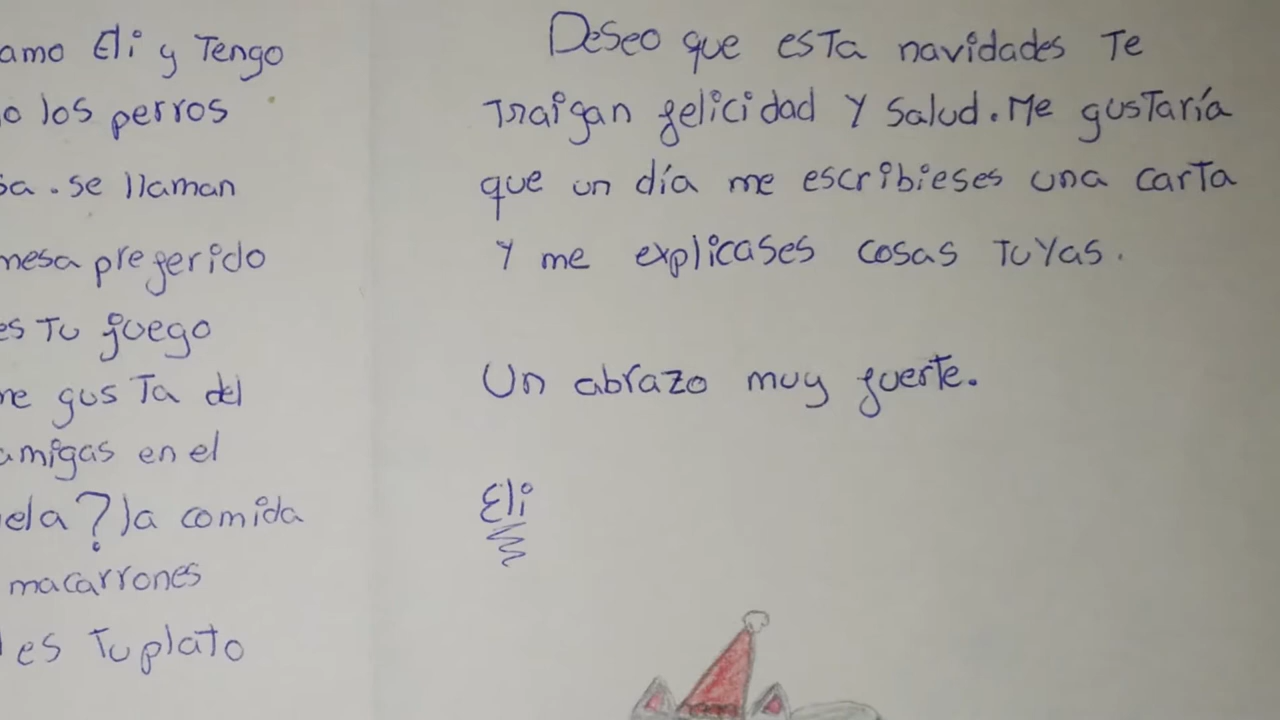 amo Eli y Tengo
o los perros
sa. se llaman
mesa preferido
es Tu juego
me gusTa del
amigas en el
ela? la comida
macarrones
es Tu plato
Deseo que esTa navidades Te
Traigan felicidad Y Salud. Me gusTaría
que un día me escribieses una carTa
Y me explicases cosas TuYas.
Un abrazo muy fuerTe.
Eli